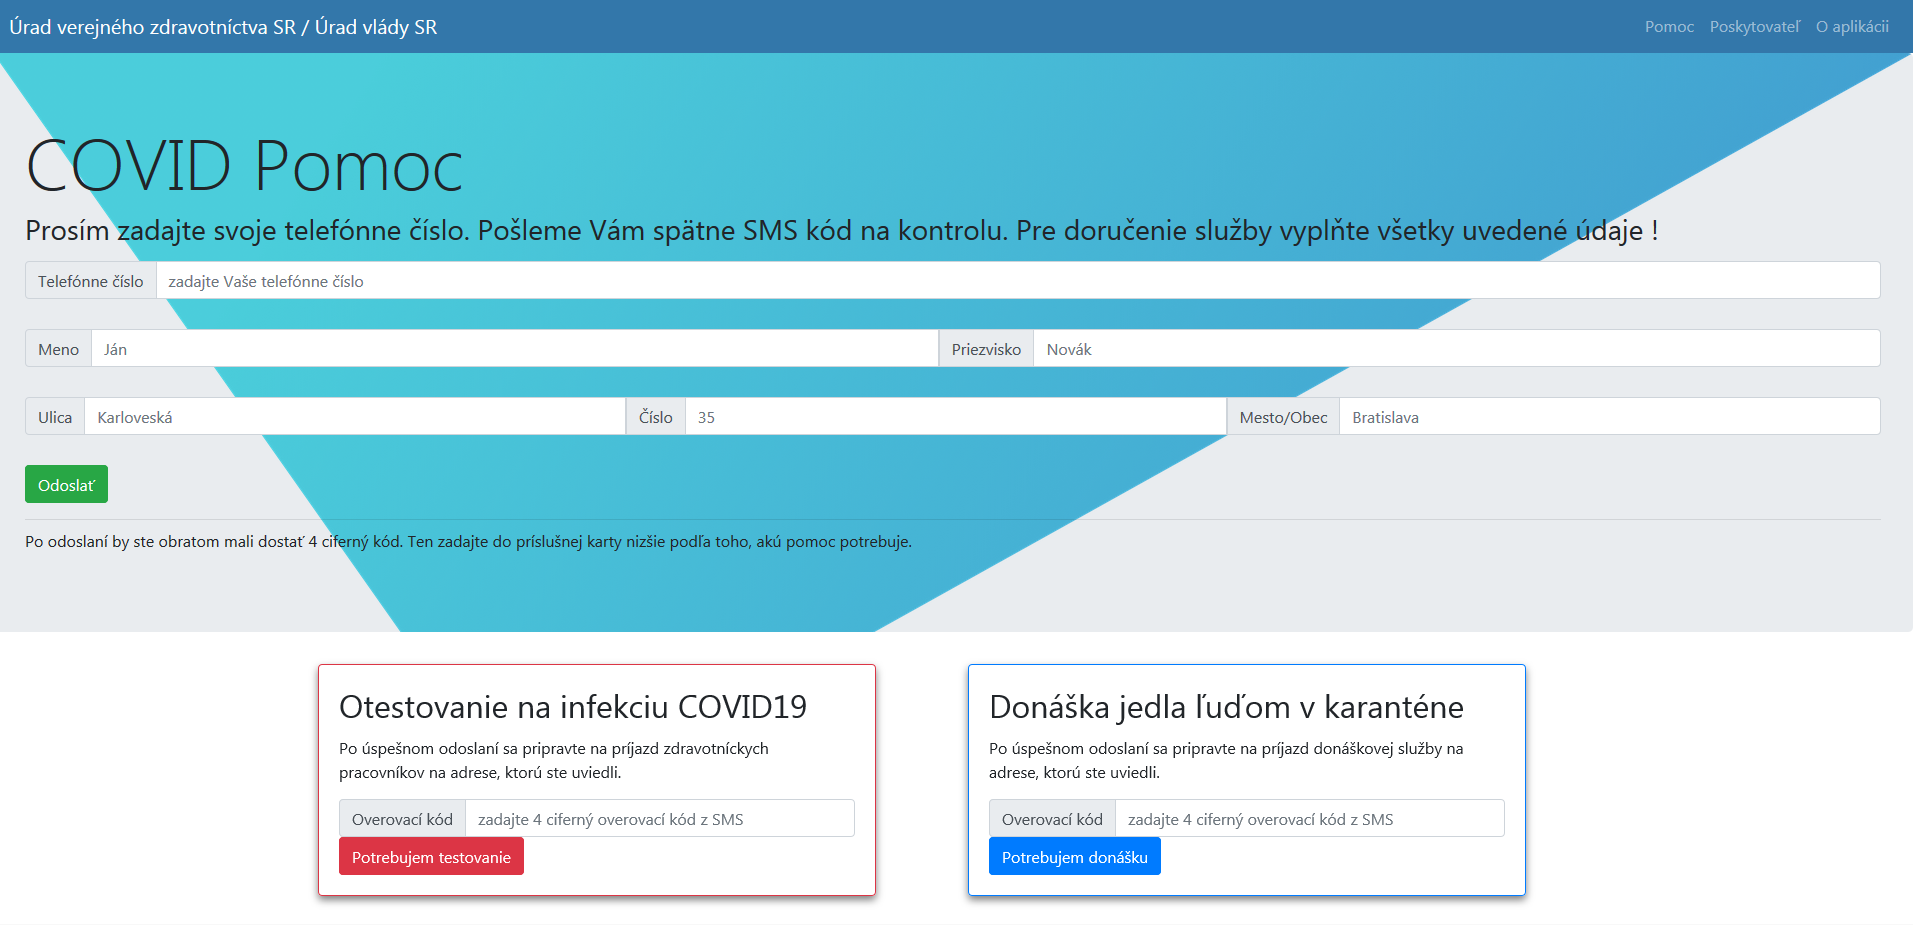 Úrad verejného zdravotníctva SR / Úrad vlády SR
Pomoc Poskytovateľ O aplikácii
COVID Pomoc
Prosím zadajte svoje telefónne číslo. Pošleme Vám spätne SMS kód na kontrolu. Pre doručenie služby vyplňte všetky uvedené údaje !
Telefónne číslo zadajte Vaše telefónne číslo
Meno Ján Priezvisko Novák
Ulica Karloveská Číslo 35 Mesto/Obec Bratislava
Odoslať
Po odoslaní by ste obratom mali dostať 4 ciferný kód. Ten zadajte do príslušnej karty nizšie podľa toho, akú pomoc potrebuje.
Otestovanie na infekciu COVID19
Po úspešnom odoslaní sa pripravte na príjazd zdravotníckych
pracovníkov na adrese, ktorú ste uviedli.
Overovací kód zadajte 4 ciferný overovací kód z SMS
Potrebujem testovanie
Donáška jedla ľuďom v karanténe
Po úspešnom odoslaní sa pripravte na príjazd donáškovej služby na
adrese, ktorú ste uviedli.
Overovací kód zadajte 4 ciferný overovací kód z SMS
Potrebujem donášku